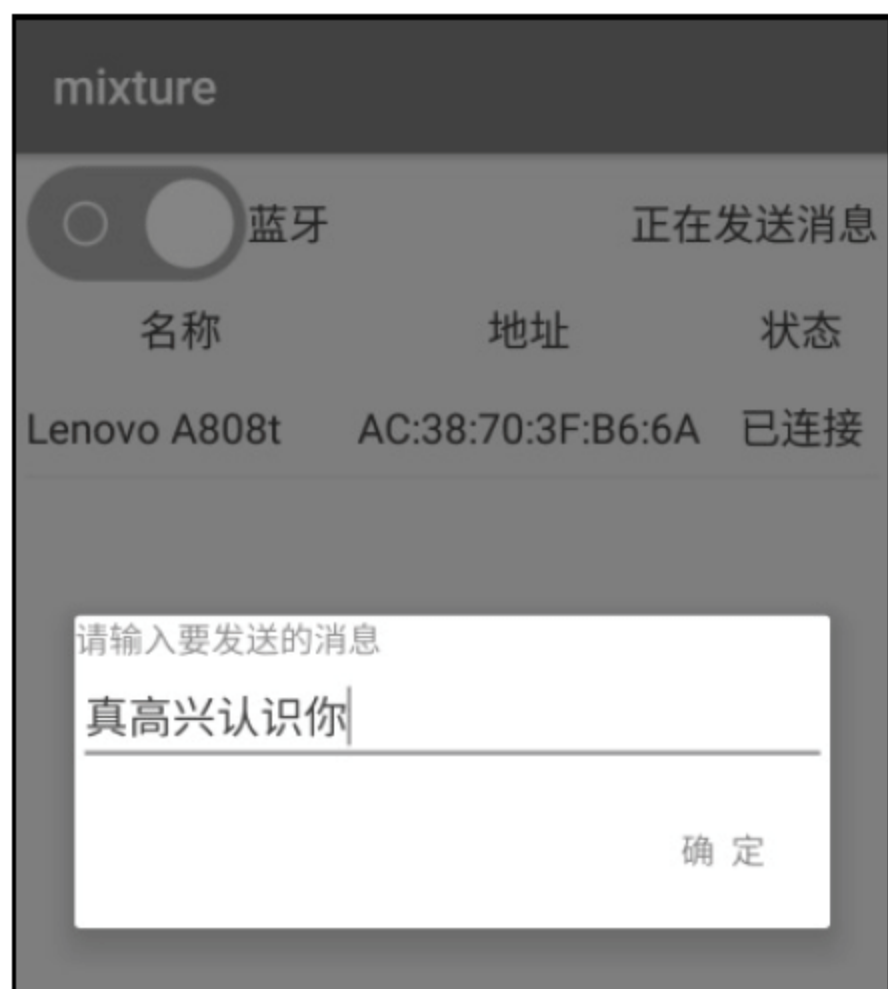 mixture
蓝牙 正在发送消息
名称 地址 状态
Lenovo A808t AC:38:70:3F:B6:6A 已连接
请输入要发送的消息
真高兴认识你
确定